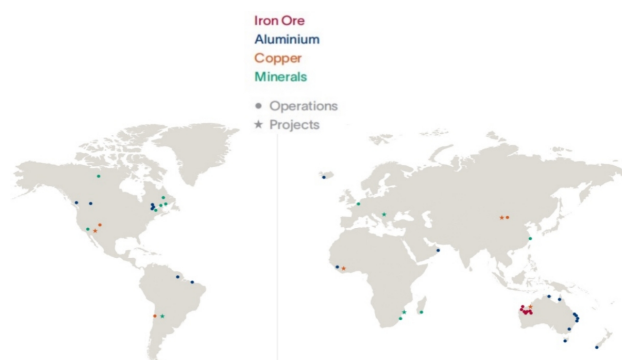 Iron Ore
Aluminium
Copper
Minerals
Operations
Projects